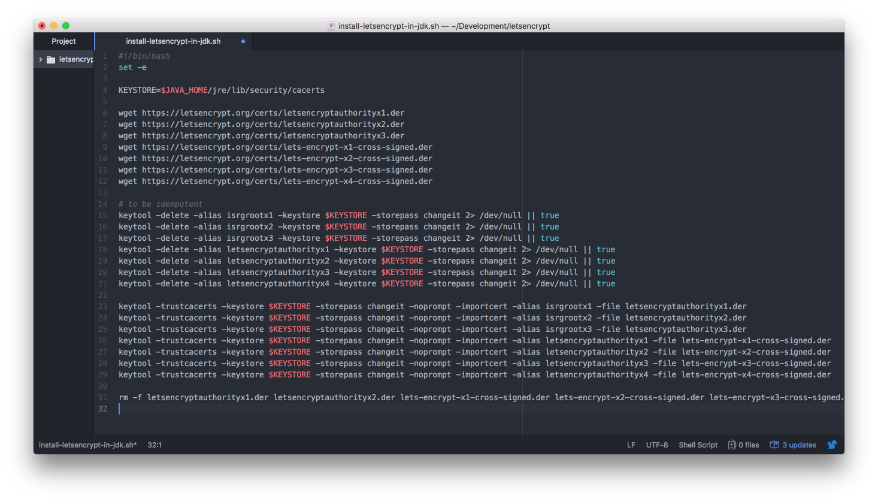 install-letsencrypt-in-jdk.sh — ~/Development/letsencrypt
Project
install-letsencrypt-in-jdk.sh
letsencryp
1 #!/bin/bash
2 set -e
3
4 KEYSTORE=$JAVA_HOME/jre/lib/security/cacerts
5
6 wget https://letsencrypt.org/certs/letsencryptauthorityx1.der
7 wget https://letsencrypt.org/certs/letsencryptauthorityx2.der
8 wget https://letsencrypt.org/certs/letsencryptauthorityx3.der
9 wget https://letsencrypt.org/certs/lets-encrypt-x1-cross-signed.der
10 wget https://letsencrypt.org/certs/lets-encrypt-x2-cross-signed.der
11 wget https://letsencrypt.org/certs/lets-encrypt-x3-cross-signed.der
12 wget https://letsencrypt.org/certs/lets-encrypt-x4-cross-signed.der
13
14 # to be idempotent
15 keytool -delete -alias isrgrootx1 -keystore $KEYSTORE -storepass changeit 2> /dev/null || true
16 keytool -delete -alias isrgrootx2 -keystore $KEYSTORE -storepass changeit 2> /dev/null || true
17 keytool -delete -alias isrgrootx3 -keystore $KEYSTORE -storepass changeit 2> /dev/null || true
18 keytool -delete -alias letsencryptauthorityx1 -keystore $KEYSTORE -storepass changeit 2> /dev/null || true
19 keytool -delete -alias letsencryptauthorityx2 -keystore $KEYSTORE -storepass changeit 2> /dev/null || true
20 keytool -delete -alias letsencryptauthorityx3 -keystore $KEYSTORE -storepass changeit 2> /dev/null || true
21 keytool -delete -alias letsencryptauthorityx4 -keystore $KEYSTORE -storepass changeit 2> /dev/null || true
22
23 keytool -trustcacerts -keystore $KEYSTORE -storepass changeit -noprompt -importcert -alias isrgrootx1 -file letsencryptauthorityx1.der
24 keytool -trustcacerts -keystore $KEYSTORE -storepass changeit -noprompt -importcert -alias isrgrootx2 -file letsencryptauthorityx2.der
25 keytool -trustcacerts -keystore $KEYSTORE -storepass changeit -noprompt -importcert -alias isrgrootx3 -file letsencryptauthorityx3.der
26 keytool -trustcacerts -keystore $KEYSTORE -storepass changeit -noprompt -importcert -alias letsencryptauthorityx1 -file lets-encrypt-x1-cross-signed.der
27 keytool -trustcacerts -keystore $KEYSTORE -storepass changeit -noprompt -importcert -alias letsencryptauthorityx2 -file lets-encrypt-x2-cross-signed.der
28 keytool -trustcacerts -keystore $KEYSTORE -storepass changeit -noprompt -importcert -alias letsencryptauthorityx3 -file lets-encrypt-x3-cross-signed.der
29 keytool -trustcacerts -keystore $KEYSTORE -storepass changeit -noprompt -importcert -alias letsencryptauthorityx4 -file lets-encrypt-x4-cross-signed.der
30
31 rm -f letsencryptauthorityx1.der letsencryptauthorityx2.der lets-encrypt-x1-cross-signed.der lets-encrypt-x2-cross-signed.der lets-encrypt-x3-cross-signed.
32
install-letsencrypt-in-jdk.sh* 32:1 LF UTF-8 Shell Script 0 files 3 updates